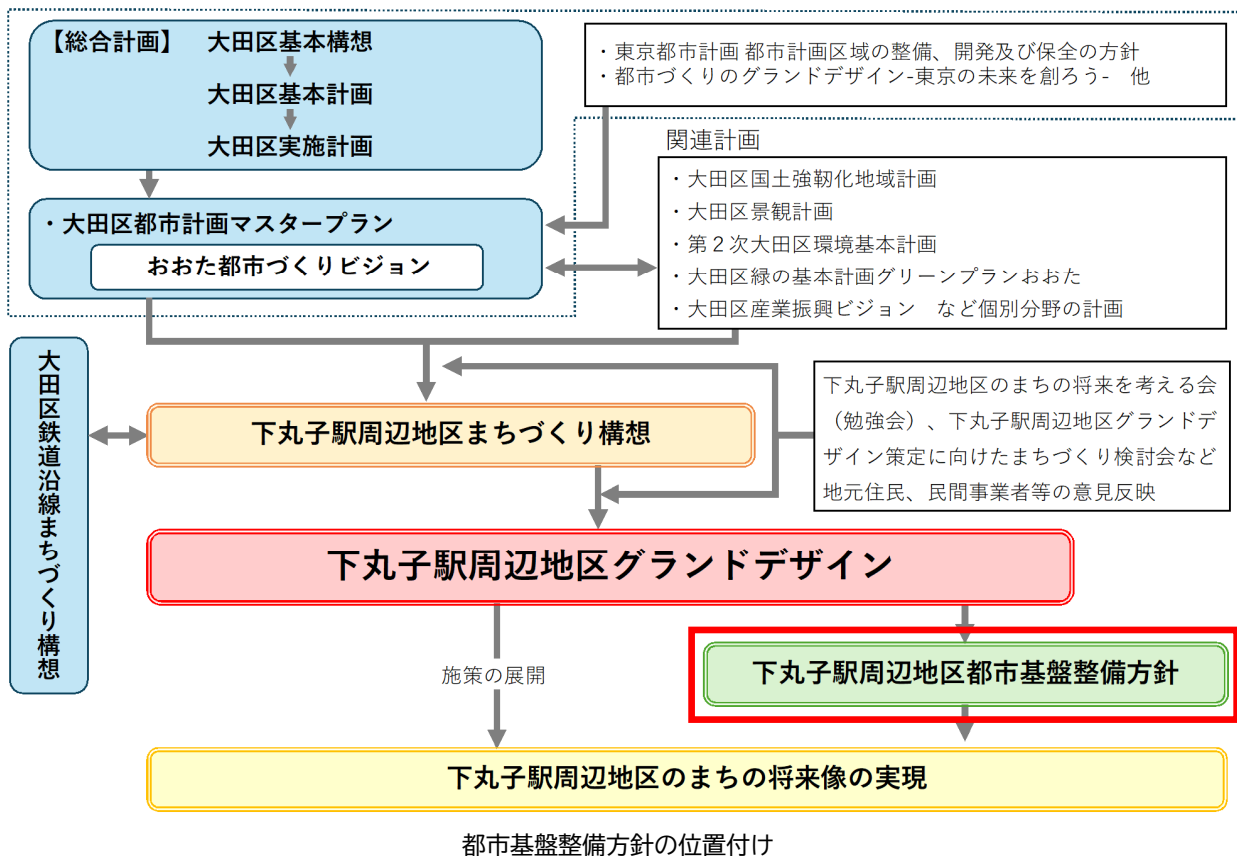 【総合計画】 大田区基本構想
大田区基本計画
大田区実施計画
・東京都市計画 都市計画区域の整備、開発及び保全の方針
・都市づくりのグランドデザイン-東京の未来を創ろう- 他
・大田区都市計画マスタープラン
おおた都市づくりビジョン
関連計画
・大田区国土強靭化地域計画
・大田区景観計画
・第2次大田区環境基本計画
・大田区緑の基本計画グリーンプランおおた
・大田区産業振興ビジョン など個別分野の計画
大田区鉄道沿線まちづくり構想
下丸子駅周辺地区まちづくり構想
下丸子駅周辺地区のまちの将来を考える会
(勉強会)、下丸子駅周辺地区グランドデ
ザイン策定に向けたまちづくり検討会など
地元住民、民間事業者等の意見反映
下丸子駅周辺地区グランドデザイン
施策の展開
下丸子駅周辺地区都市基盤整備方針
下丸子駅周辺地区のまちの将来像の実現
都市基盤整備方針の位置付け